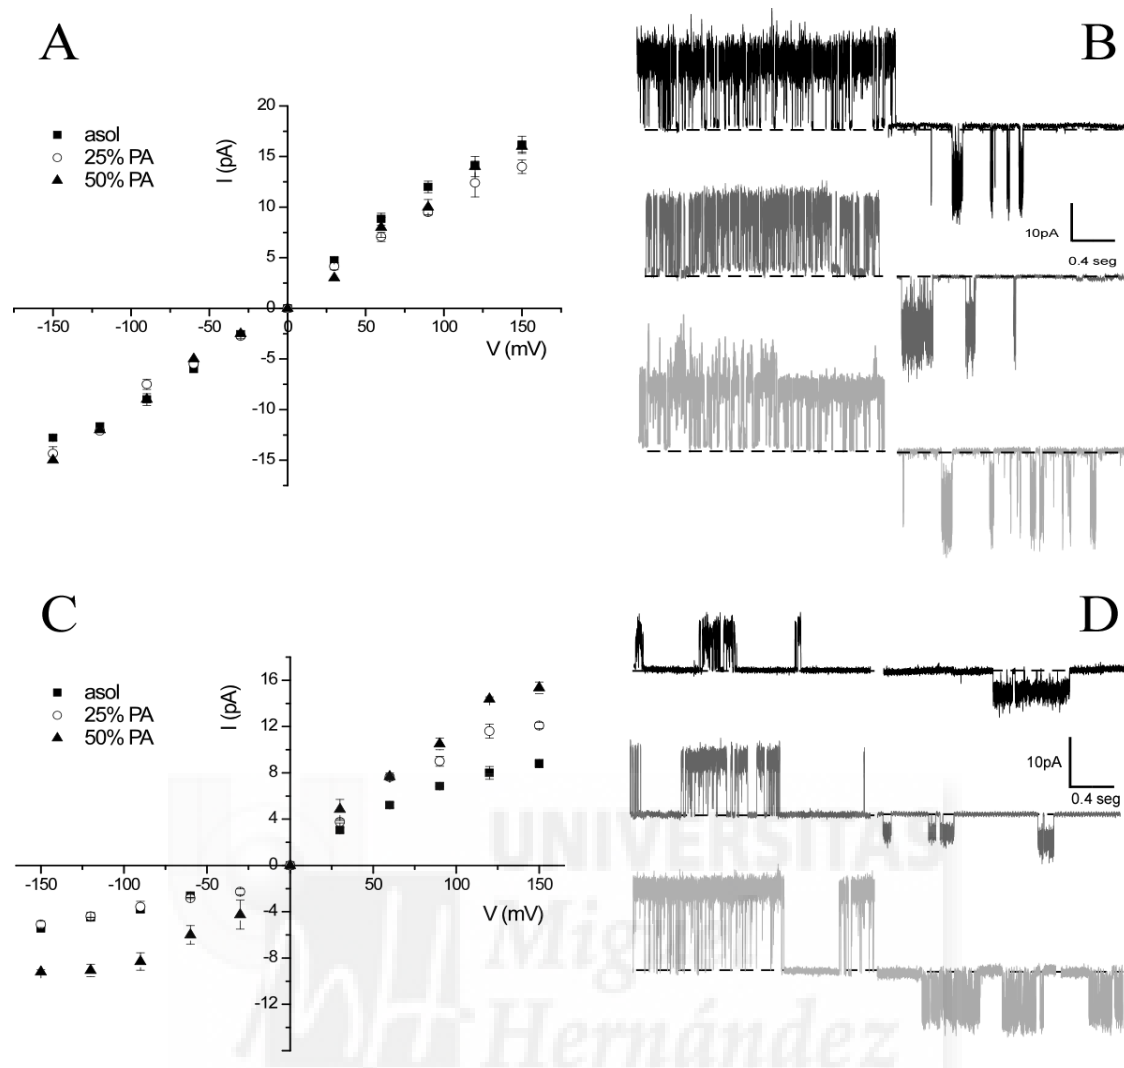 A
B
asol
25% PA
50% PA
I (pA)
20
15
10
5
0
-5
-10
-15
-150
-100
-50
0
50
100
150
V (mV)
10pA
0.4 seg
C
D
asol
25% PA
50% PA
I (pA)
16
12
8
4
0
-4
-8
-12
-150
-100
-50
50
100
150
V (mV)
10pA
0.4 seg
UNIVERSITAS
Miguel
Hernández